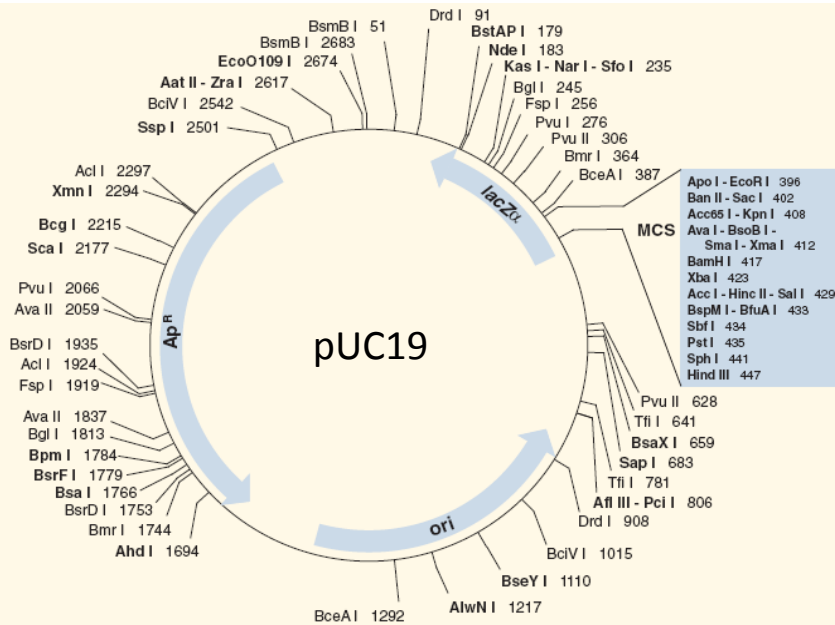 BsmB I 51
BsmB I 2683
EcoO109 I 2674
Aat II - Zra I 2617
BciV I 2542
Ssp I 2501
Acl I 2297
Xmn I 2294
Bcg I 2215
Sca I 2177
Pvu I 2066
Ava II 2059
BsrD I 1935
Acl I 1924
Fsp I 1919
Ava II 1837
Bgl I 1813
Bpm I 1784
BsrF I 1779
Bsa I 1766
BsrD I 1753
Bmr I 1744
Ahd I 1694
Drd I 91
BstAP I 179
Nde I 183
Kas I - Nar I - Sfo I 235
Bgl I 245
Fsp I 256
Pvu I 276
Pvu II 306
Bmr I 364
BceA I 387
MCS
Apo I - EcoR I 396
Ban II - Sac I 402
Acc65 I - Kpn I 408
Ava I - BsoB I -
Sma I - Xma I 412
BamH I 417
Xba I 423
Acc I - Hinc II - Sal I 429
BspM I - BfuA I 433
Sbf I 434
Pst I 435
Sph I 441
Hind III 447
Pvu II 628
Tfi I 641
BsaX I 659
Sap I 683
Tfi I 781
Afl III - Pci I 806
Drd I 908
BciV I 1015
BseY I 1110
AlwN I 1217
BceA I 1292
lacZα
ApR
ori
pUC19